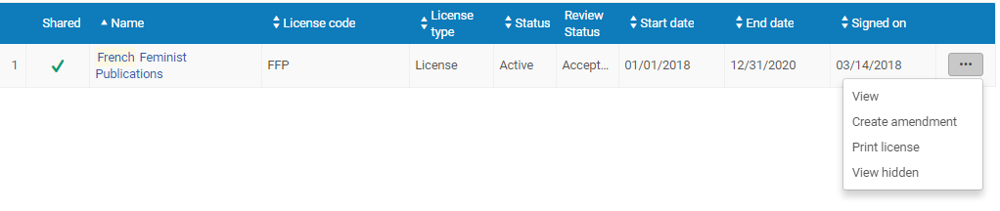 Shared Name License code License type Status Review Status Start date End date Signed on
1 French Feminist Publications FFP License Active Accept... 01/01/2018 12/31/2020 03/14/2018 •••
View
Create amendment
Print license
View hidden